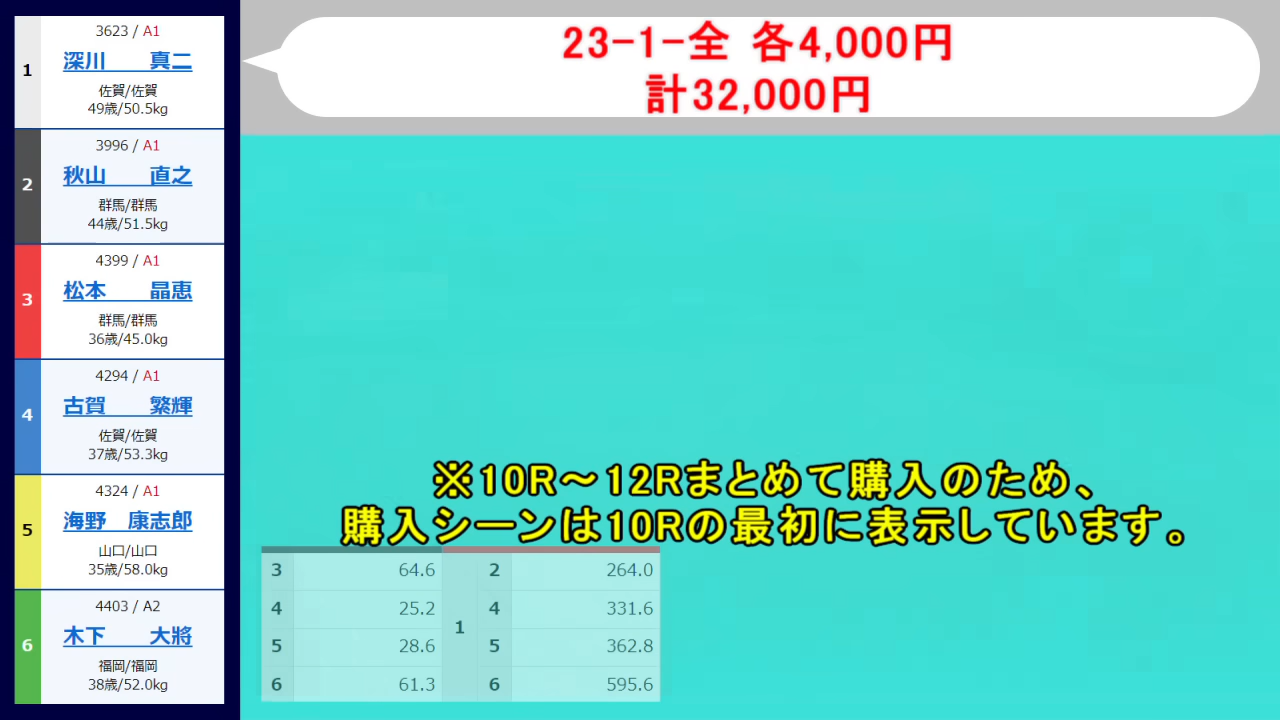 1
3623 / A1
深川 真二
佐賀/佐賀
49歳/50.5kg
2
3996 / A1
秋山 直之
群馬/群馬
44歳/51.5kg
3
4399 / A1
松本 晶恵
群馬/群馬
36歳/45.0kg
4
4294 / A1
古賀 繁輝
佐賀/佐賀
37歳/53.3kg
5
4324 / A1
海野 康志郎
山口/山口
35歳/58.0kg
6
4403 / A2
木下 大將
福岡/福岡
38歳/52.0kg
23-1-全 各4,000円
計32,000円
※10R～12Rまとめて購入のため、
購入シーンは10Rの最初に表示しています。
3 64.6 2 264.0
4 25.2 4 331.6
1
5 28.6 5 362.8
6 61.3 6 595.6